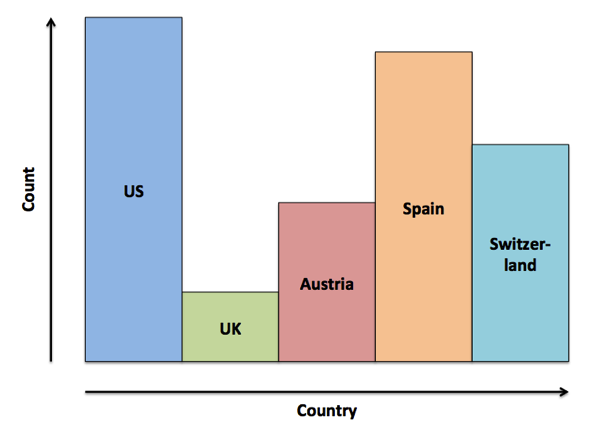 Count
US
UK
Austria
Spain
Switzer-
land
Country